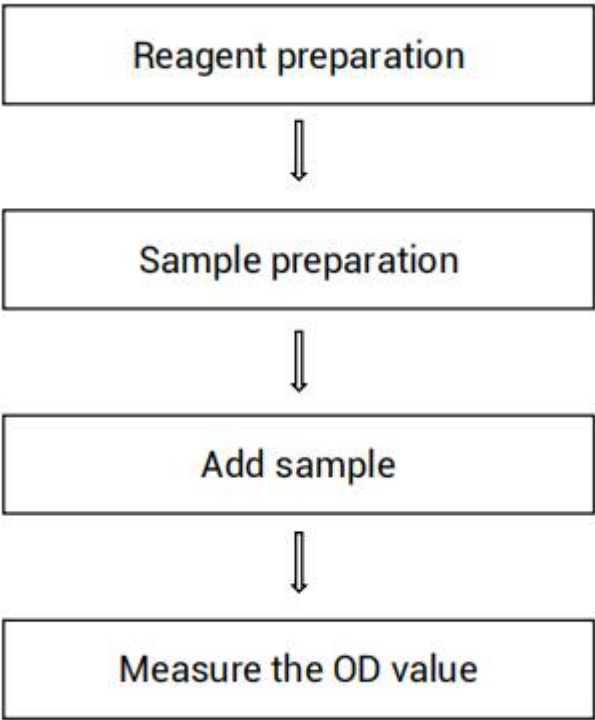 Reagent preparation
Sample preparation
Add sample
Measure the OD value